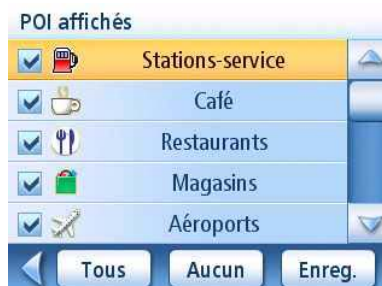 POI affichés
Stations-service
Café
Restaurants
Magasins
Aéroports
Tous Aucun Enreg.